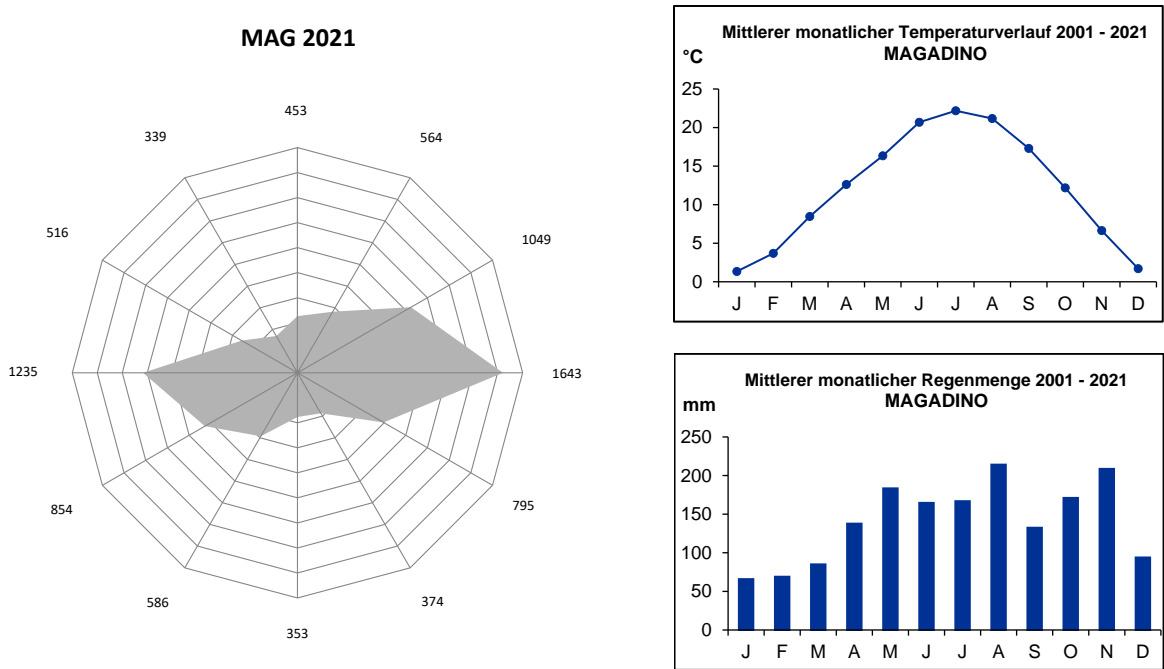 MAG 2021
453
564
1049
1643
795
374
353
586
854
1235
516
339
Mittlerer monatlicher Temperaturverlauf 2001 - 2021
MAGADINO
°C
25
20
15
10
5
0
J F M A M J J A S O N D
Mittlerer monatlicher Regenmenge 2001 - 2021
MAGADINO
mm
250
200
150
100
50
0
J F M A M J J A S O N D